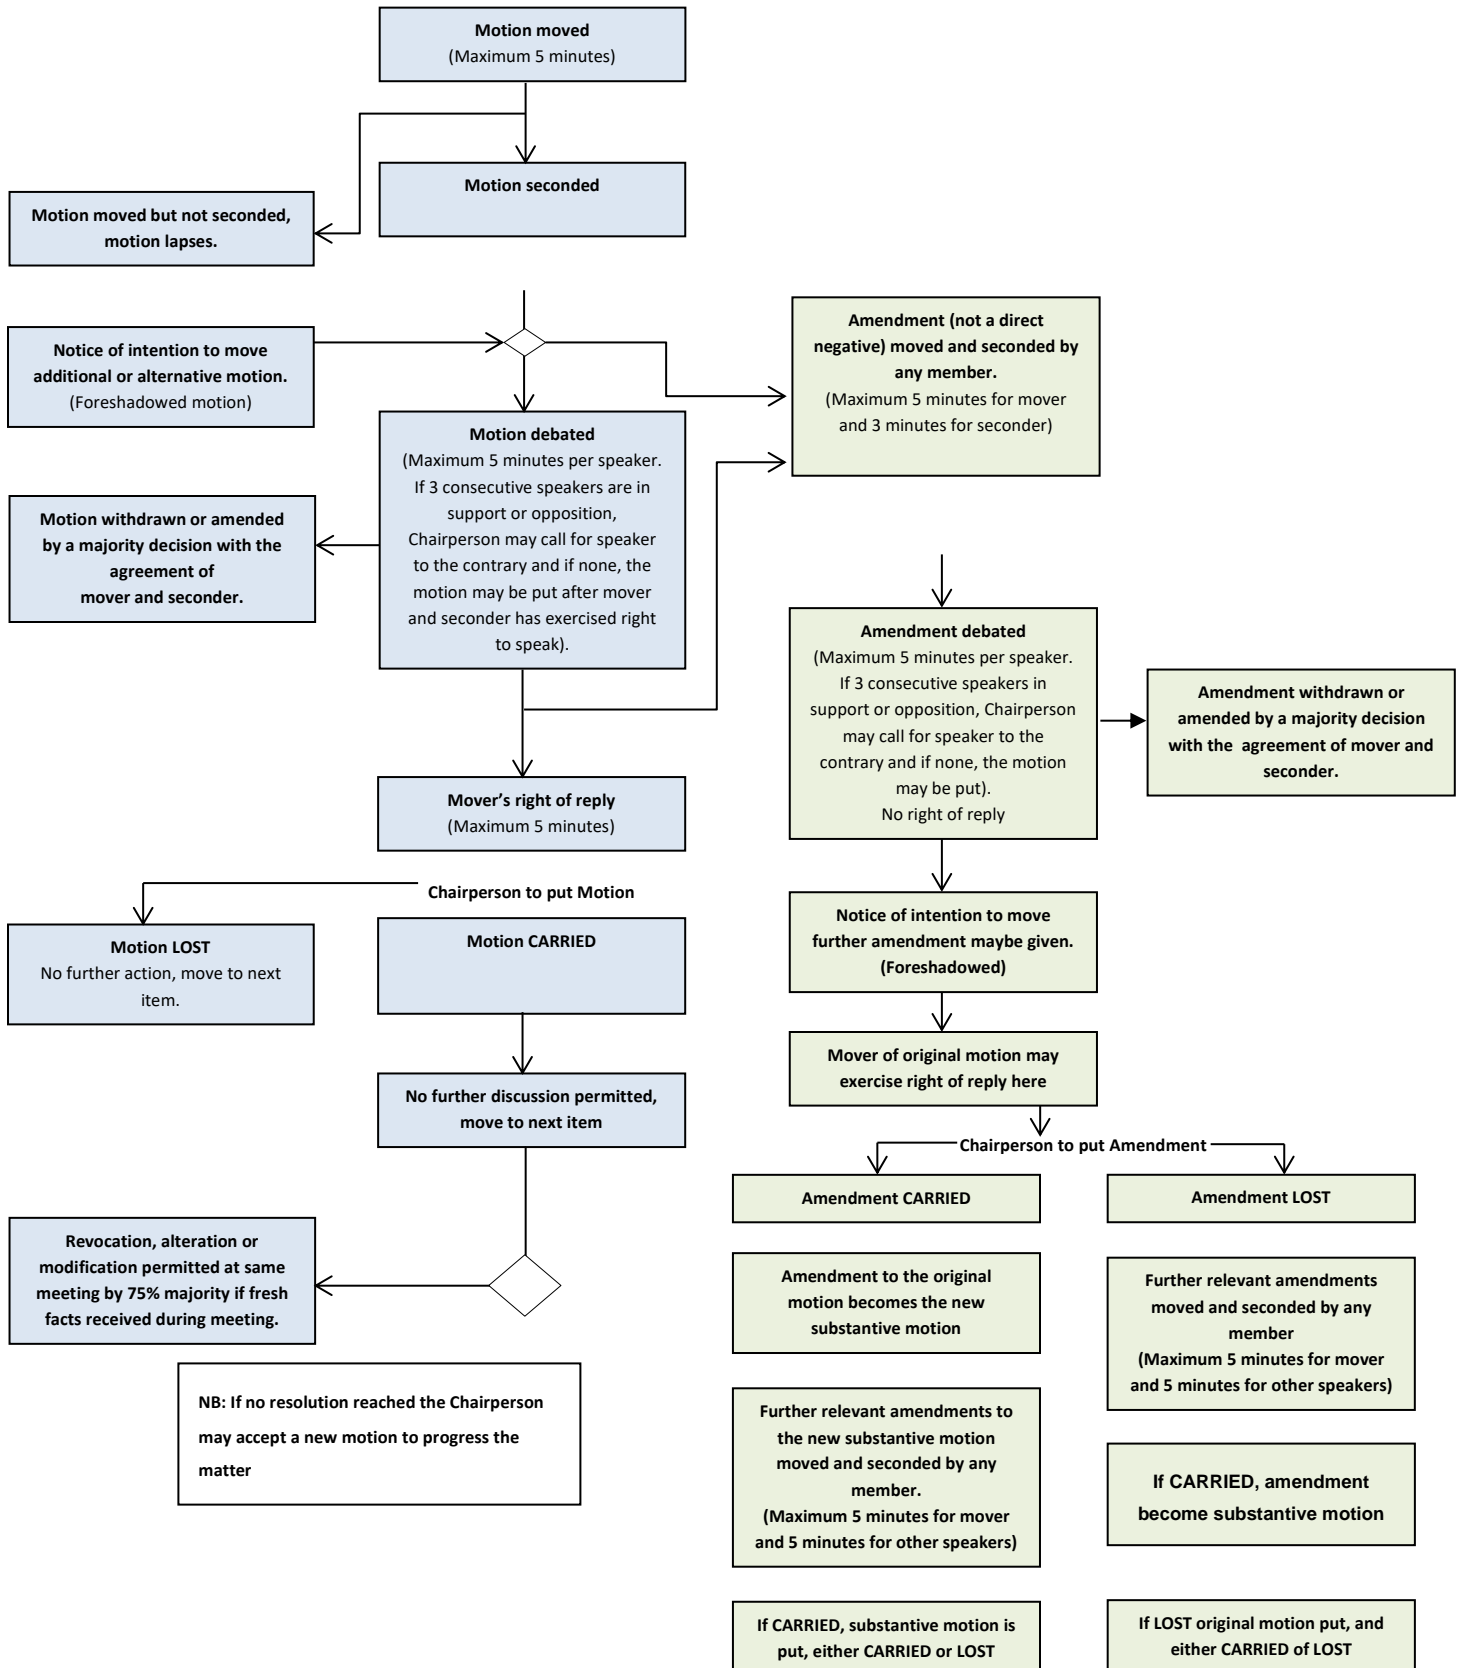 Motion moved
(Maximum 5 minutes)
Motion seconded
Motion moved but not seconded,
motion lapses.
Notice of intention to move
additional or alternative motion.
(Foreshadowed motion)
Amendment (not a direct
negative) moved and seconded by
any member.
(Maximum 5 minutes for mover
and 3 minutes for seconder)
Motion debated
(Maximum 5 minutes per speaker.
If 3 consecutive speakers are in
support or opposition,
Chairperson may call for speaker
to the contrary and if none, the
motion may be put after mover
and seconder has exercised right
to speak).
Motion withdrawn or amended
by a majority decision with the
agreement of
mover and seconder.
Amendment debated
(Maximum 5 minutes per speaker.
If 3 consecutive speakers in
support or opposition, Chairperson
may call for speaker to the
contrary and if none, the motion
may be put).
No right of reply
Amendment withdrawn or
amended by a majority decision
with the  agreement of mover and
seconder.
Mover’s right of reply
(Maximum 5 minutes)
Chairperson to put Motion
Motion LOST
No further action, move to next
item.
Motion CARRIED
Notice of intention to move
further amendment maybe given.
(Foreshadowed)
Mover of original motion may
exercise right of reply here
No further discussion permitted,
move to next item
Chairperson to put Amendment
Amendment CARRIED
Amendment LOST
Revocation, alteration or
modification permitted at same
meeting by 75% majority if fresh
facts received during meeting.
Amendment to the original
motion becomes the new
substantive motion
Further relevant amendments
moved and seconded by any
member
(Maximum 5 minutes for mover
and 5 minutes for other speakers)
NB: If no resolution reached the Chairperson
may accept a new motion to progress the
matter
Further relevant amendments to
the new substantive motion
moved and seconded by any
member.
(Maximum 5 minutes for mover
and 5 minutes for other speakers)
If CARRIED, amendment
become substantive motion
If CARRIED, substantive motion is
put, either CARRIED or LOST
If LOST original motion put, and
either CARRIED of LOST